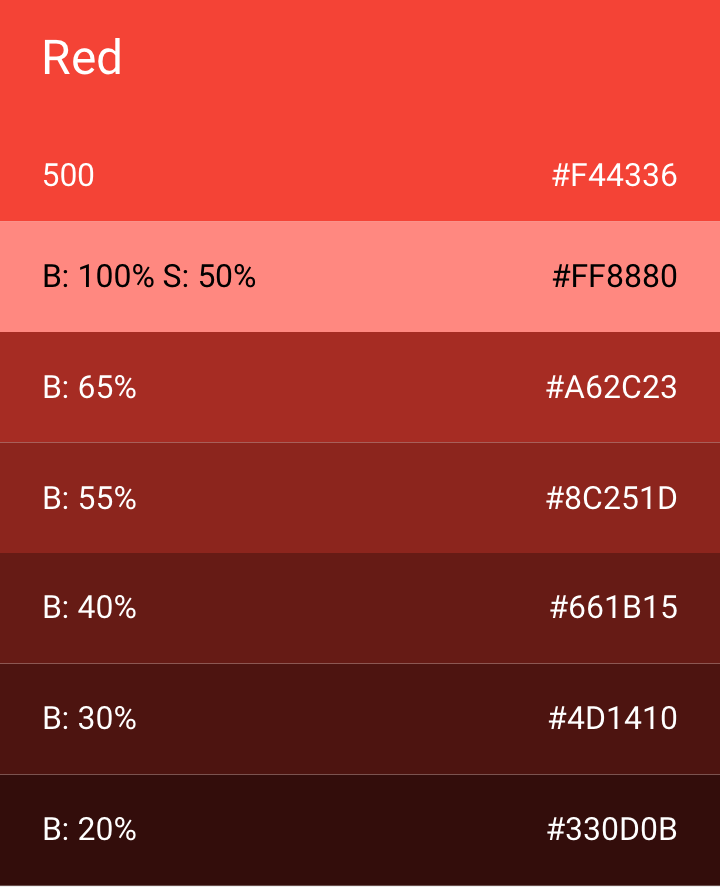 Red
500 #F44336
B: 100% S: 50% #FF8880
B: 65% #A62C23
B: 55% #8C251D
B: 40% #661B15
B: 30% #4D1410
B: 20% #330D0B